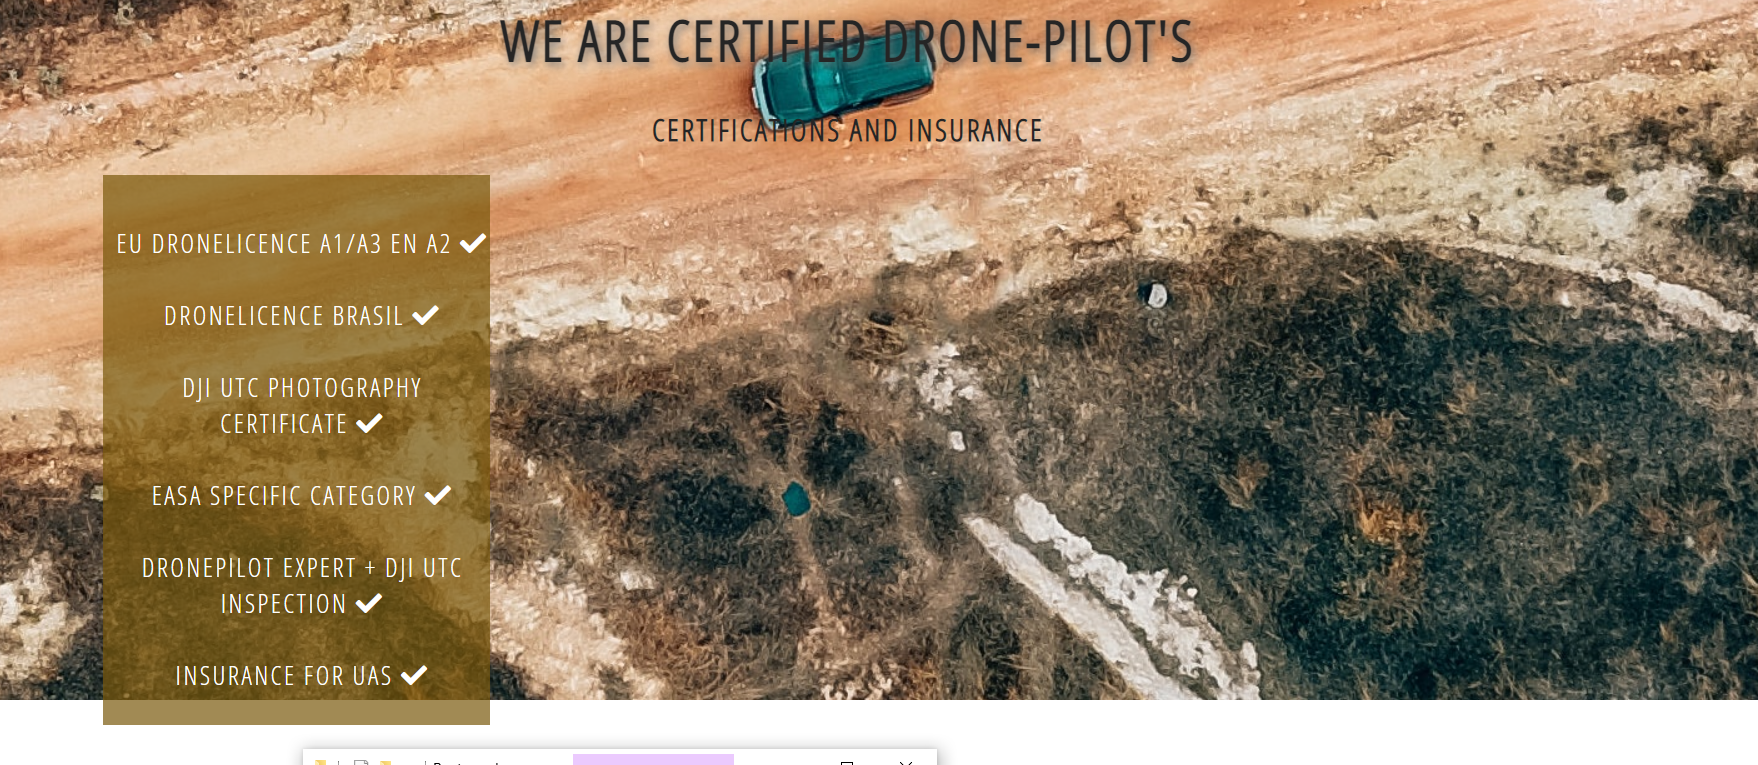 WE ARE CERTIFIED DRONE-PILOT'S
CERTIFICATIONS AND INSURANCE
EU DRONELICENCE A1/A3 EN A2
DRONELICENCE BRASIL
DJI UTC PHOTOGRAPHY
CERTIFICATE
EASA SPECIFIC CATEGORY
DRONEPILOT EXPERT + DJI UTC
INSPECTION
INSURANCE FOR UAS